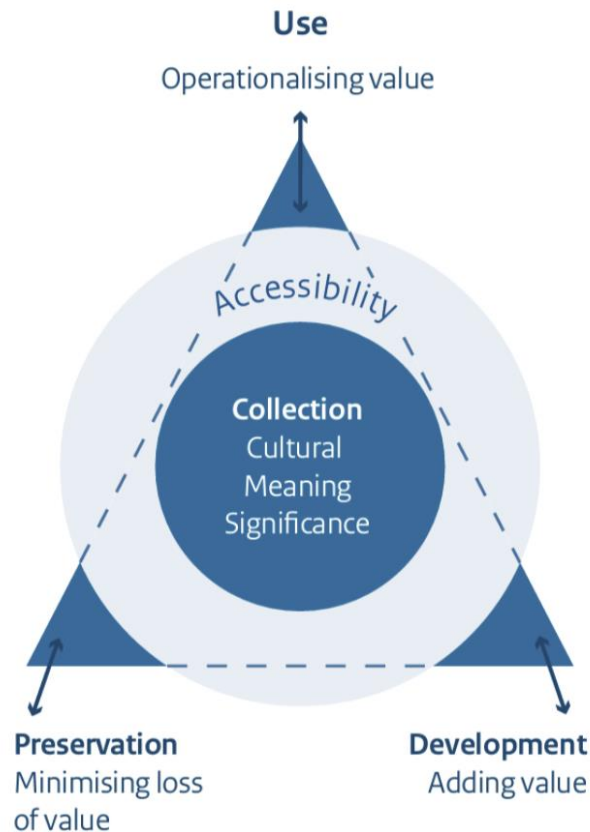 Use
Operationalising value
Accessibility
Collection
Cultural
Meaning
Significance
Preservation
Minimising loss
of value
Development
Adding value